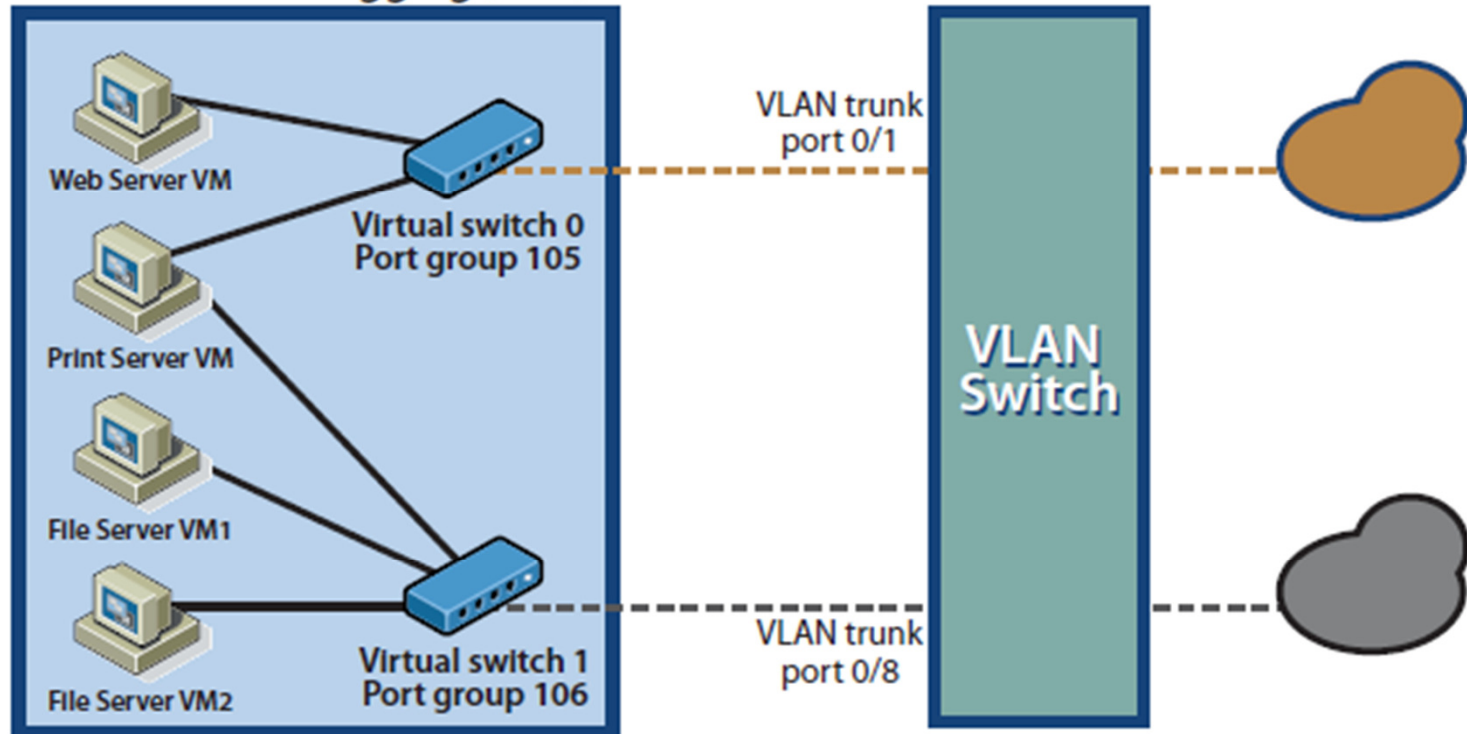 Web Server VM
Virtual switch 0
Port group 105
Print Server VM
File Server VM1
File Server VM2
Virtual switch 1
Port group 106
VLAN trunk
port 0/1
VLAN trunk
port 0/8
VLAN
Switch